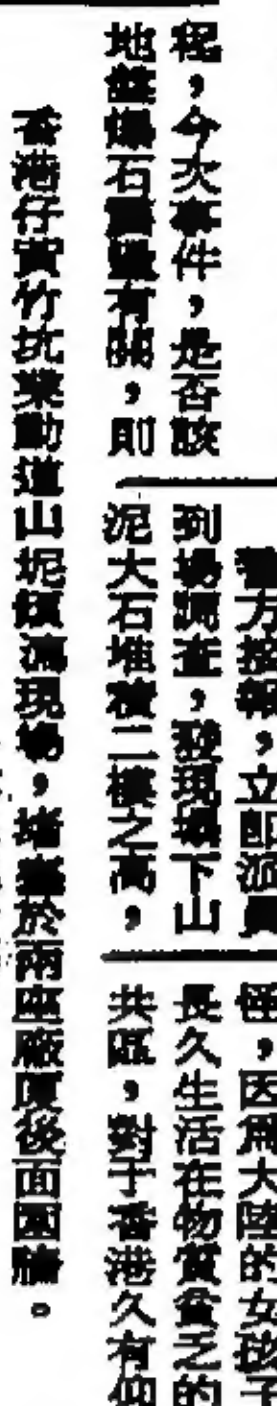 程，今次事件，是否該
地盤爆石震盪有關，則
警方接報，立即派員
到場調查，發現塌下山
泥大石堆積二樓之高，
怪，因為大陸的女孩子
長久生活在物質貧乏的
共區，對于香港久有仰
香港仔黃竹抗業勤道山坭傾瀉現場，堵塞於兩座廠廈後面圍牆。